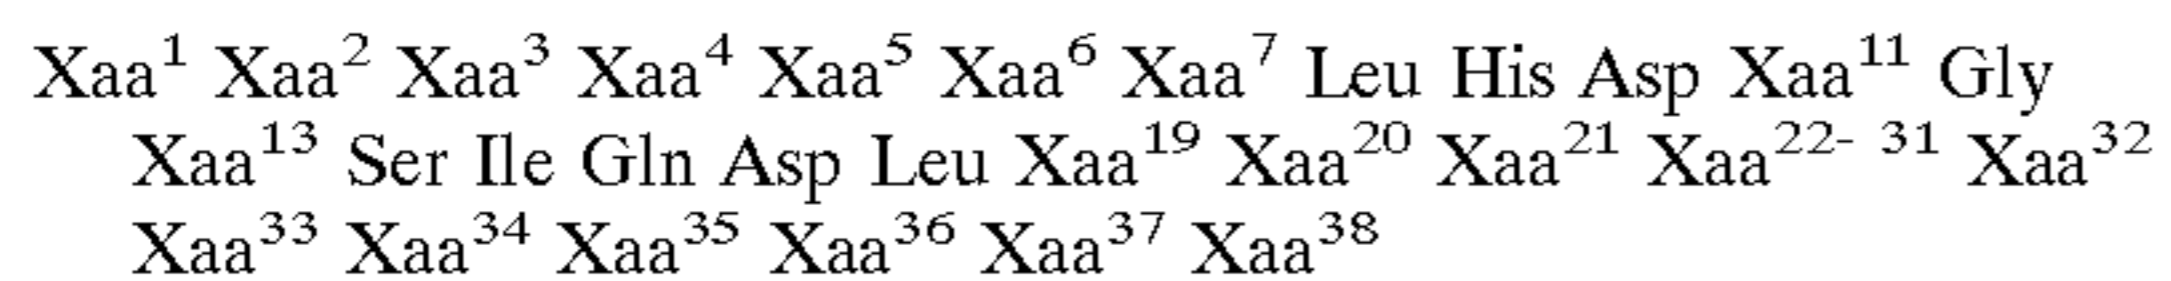 Xaa¹ Xaa² Xaa³ Xaa⁴ Xaa⁵ Xaa⁶ Xaa⁷ Leu His Asp Xaa¹¹ Gly
Xaa¹³ Ser Ile Gln Asp Leu Xaa¹⁹ Xaa²⁰ Xaa²¹ Xaa²²⁻ ³¹ Xaa³²
Xaa³³ Xaa³⁴ Xaa³⁵ Xaa³⁶ Xaa³⁷ Xaa³⁸